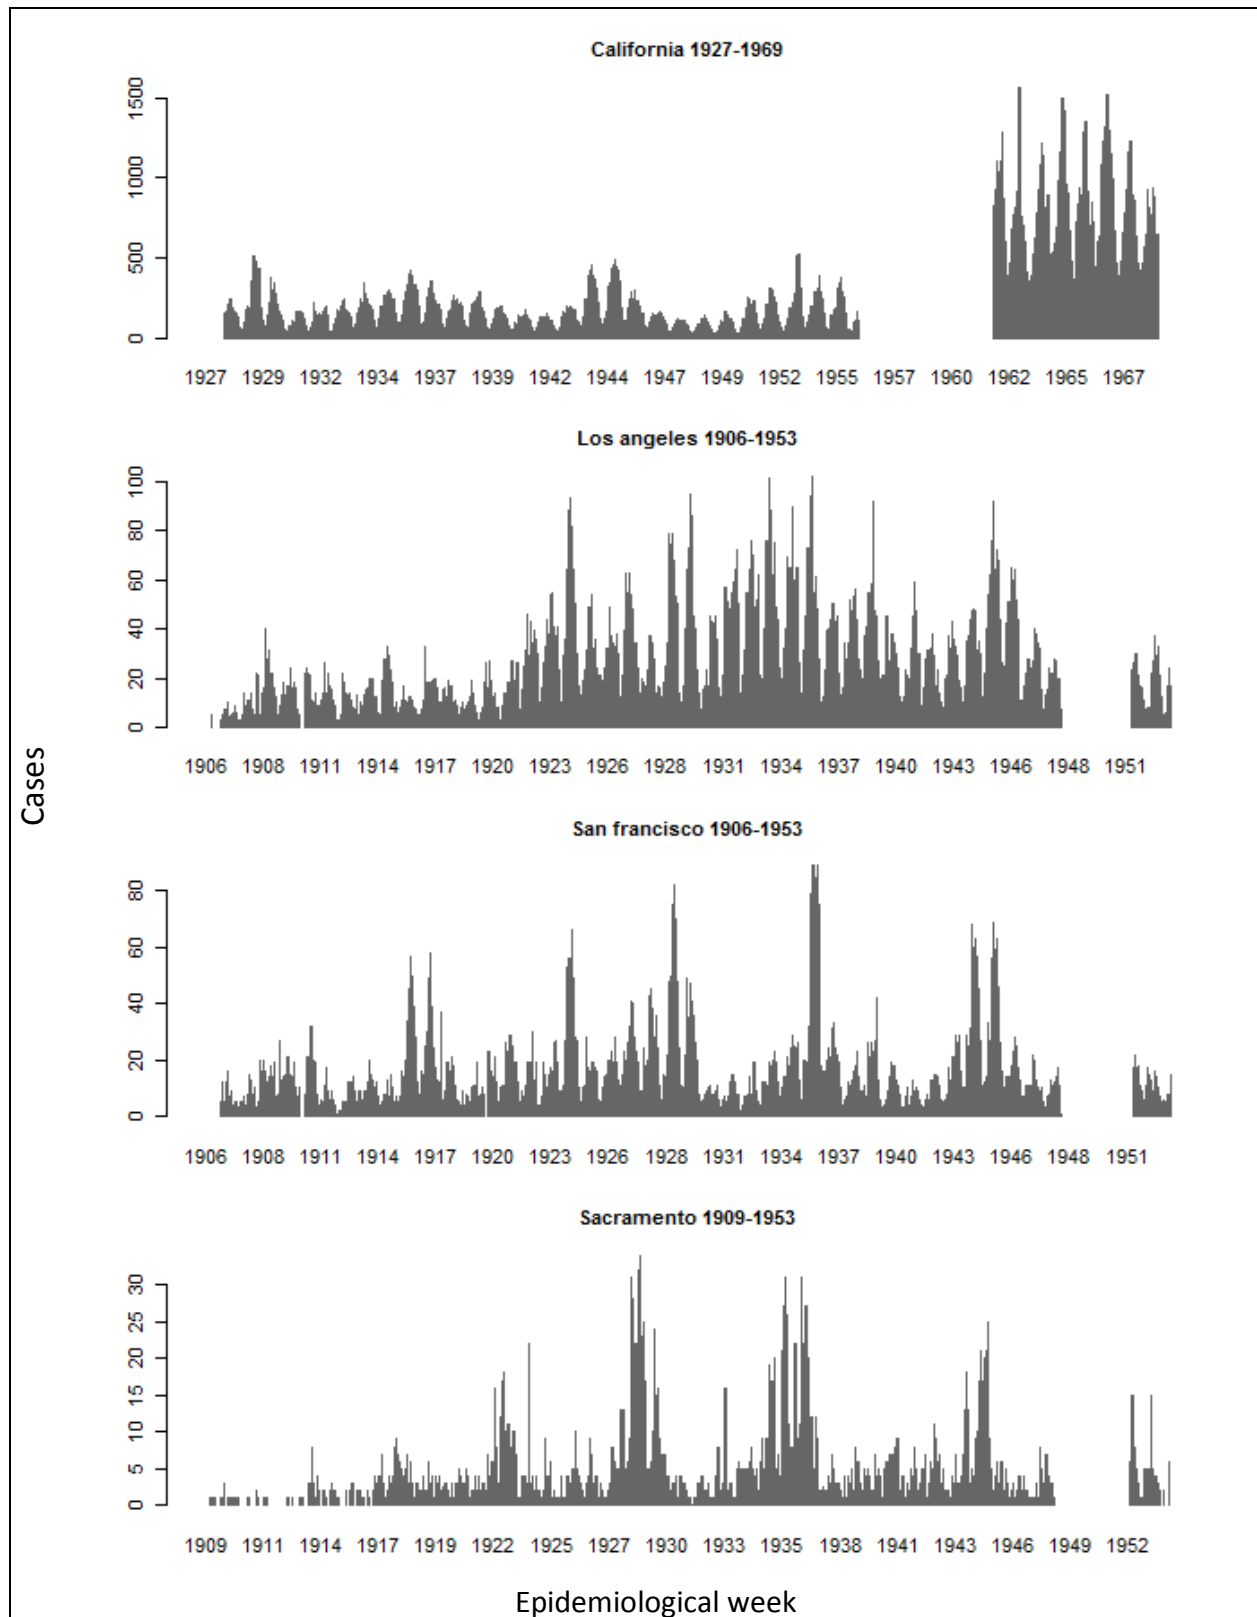 California 1927-1969
1500
1000
500
0
1927 1929 1932 1934 1937 1939 1942 1944 1947 1949 1952 1955 1957 1960 1962 1965 1967
Los angeles 1906-1953
100
80
60
40
20
0
1906 1908 1911 1914 1917 1920 1923 1926 1928 1931 1934 1937 1940 1943 1946 1948 1951
Cases
San francisco 1906-1953
80
60
40
20
0
1906 1908 1911 1914 1917 1920 1923 1926 1928 1931 1934 1937 1940 1943 1946 1948 1951
Sacramento 1909-1953
30
25
20
15
10
5
0
1909 1911 1914 1917 1919 1922 1925 1927 1930 1933 1935 1938 1941 1943 1946 1949 1952
Epidemiological week